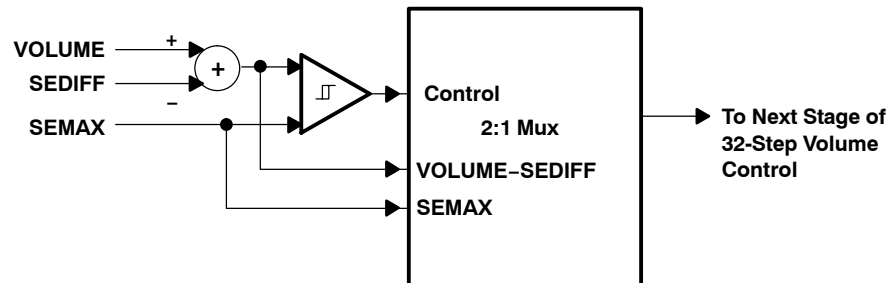 VOLUME
+
SEDIFF
+
−
SEMAX
Control
2:1 Mux
VOLUME−SEDIFF
SEMAX
To Next Stage of
32-Step Volume
Control